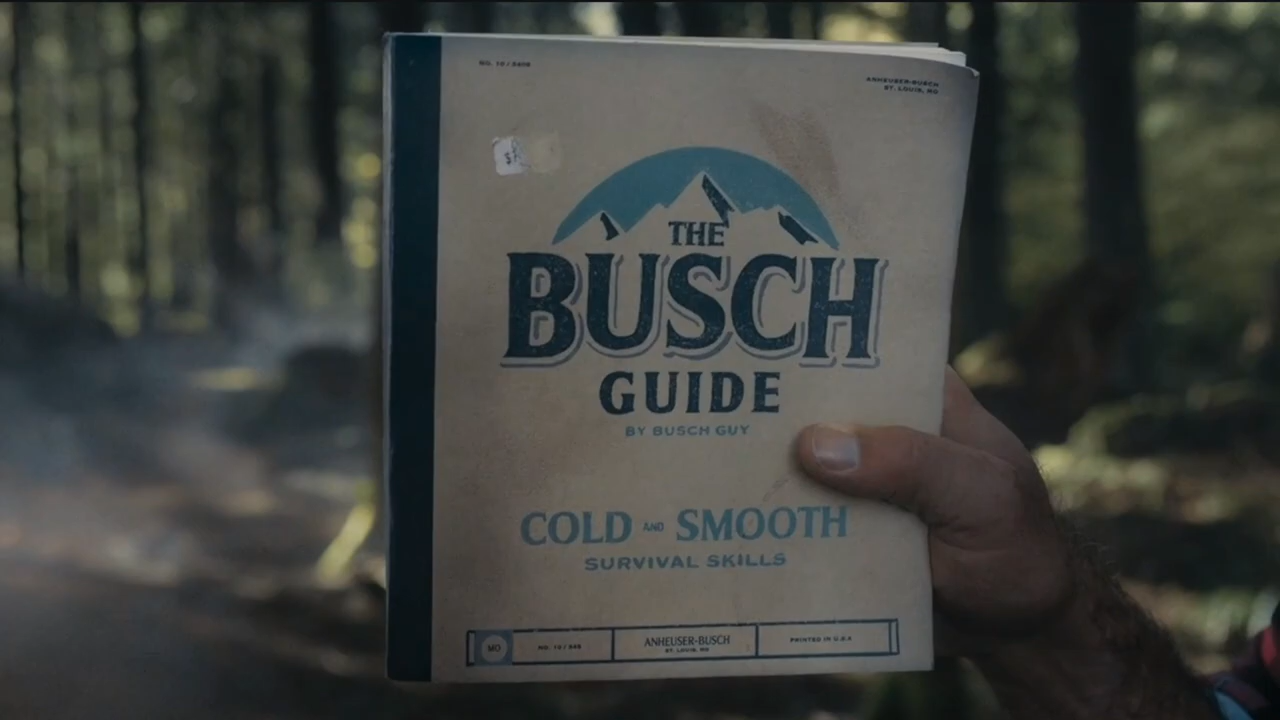 ANHEUSER-BUSCH
ST. LOUIS, MO
$
THE
BUSCH
GUIDE
BY BUSCH GUY
COLD AND SMOOTH
SURVIVAL SKILLS
MO
ANHEUSER-BUSCH
ST. LOUIS, MO
PRINTED IN U.S.A